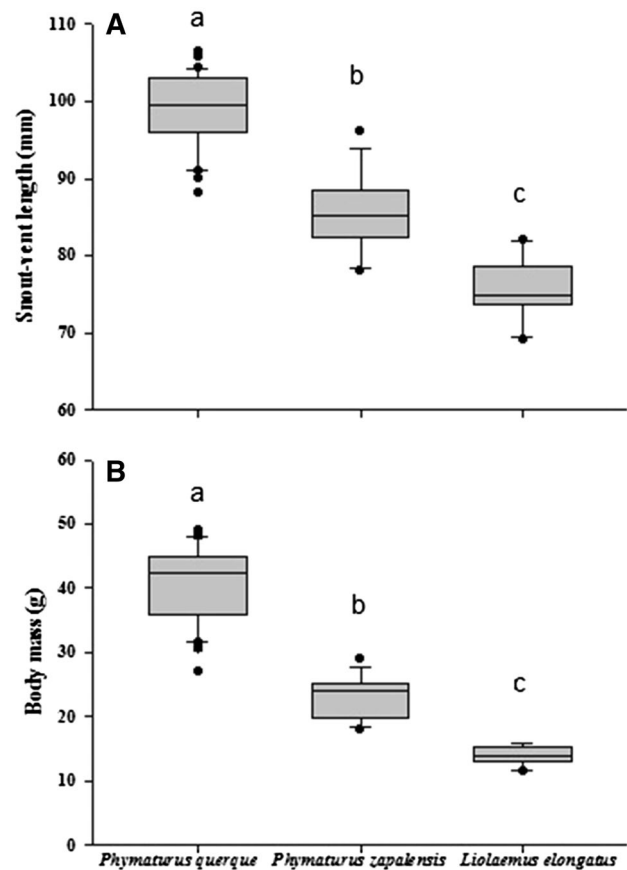 A
110
100
90
80
70
60
Snout-vent length (mm)
a
b
c
B
60
50
40
30
20
10
0
Body mass (g)
a
b
c
Phymaturus querque Phymaturus zapalensis Liolaemus elongatus